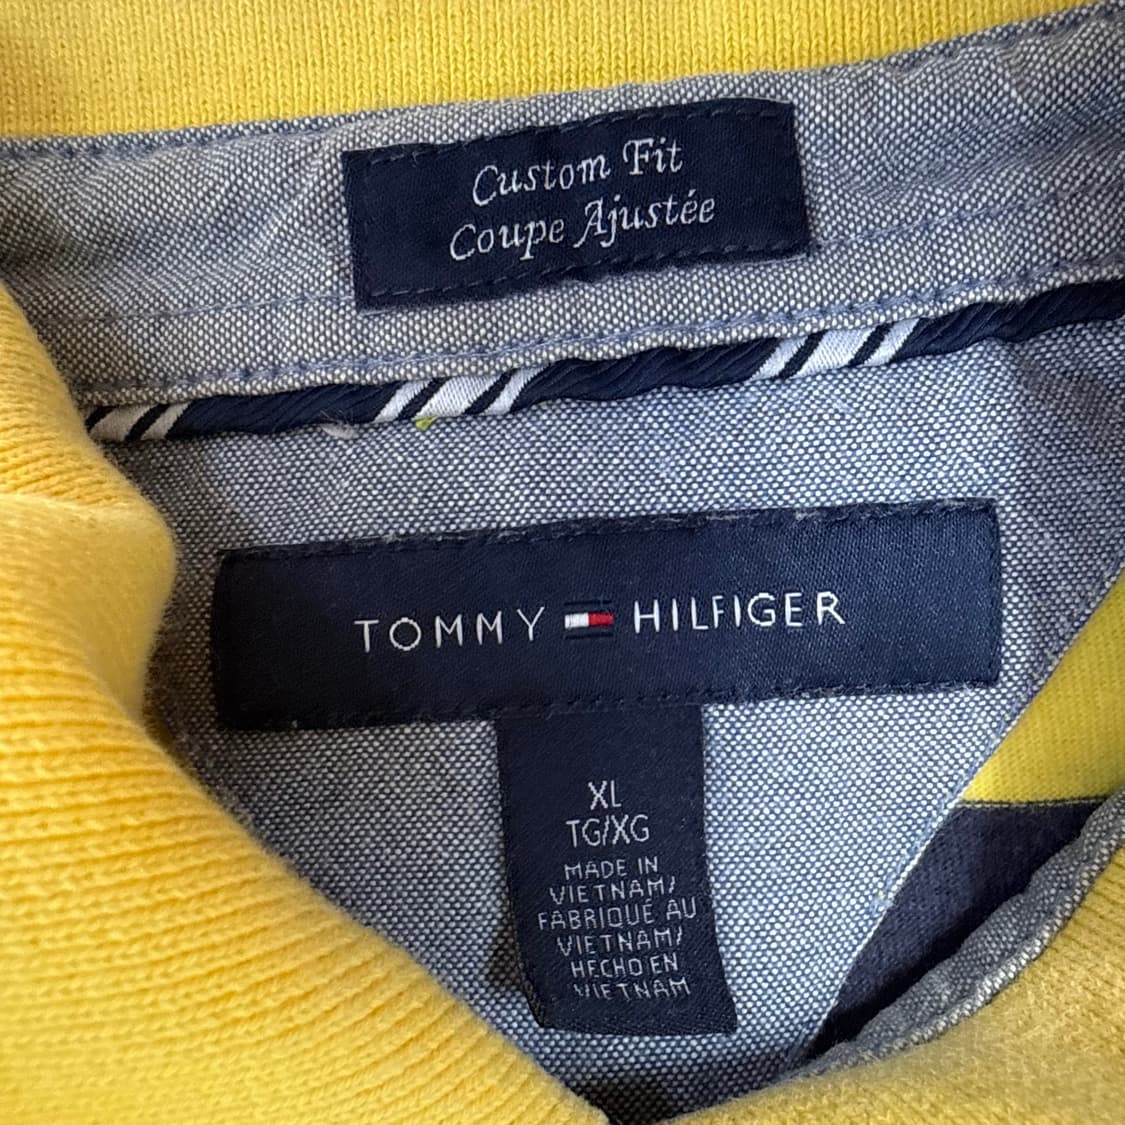 Custom Fit
Coupe Ajustée
TOMMY HILFIGER
XL
TG/XG
MADE IN
VIETNAM/
FABRIQUÉ AU
VIETNAM/
HECHO EN
VIETNAM